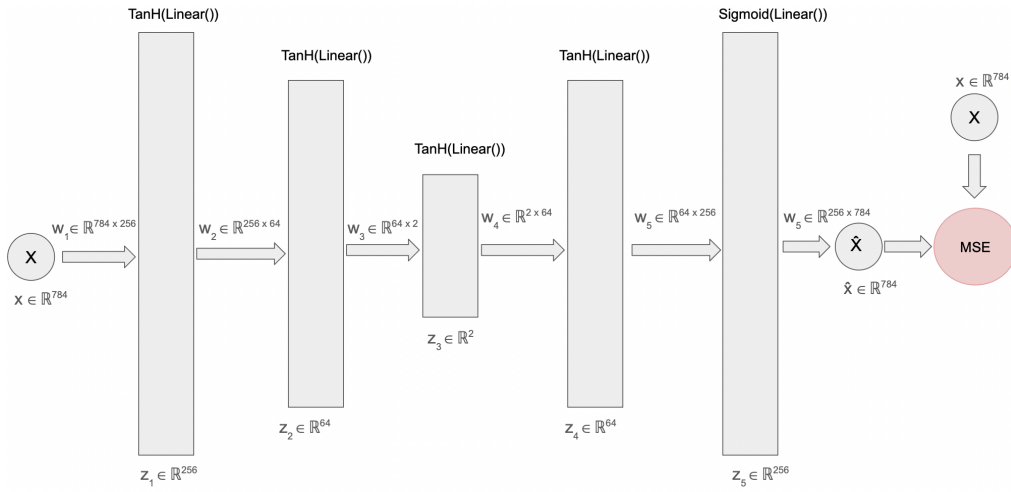 TanH(Linear())
x
x ∈ ℝ^784
w_1 ∈ ℝ^784 x 256
z_1 ∈ ℝ^256
w_2 ∈ ℝ^256 x 64
TanH(Linear())
z_2 ∈ ℝ^64
w_3 ∈ ℝ^64 x 2
TanH(Linear())
z_3 ∈ ℝ^2
w_4 ∈ ℝ^2 x 64
TanH(Linear())
z_4 ∈ ℝ^64
w_5 ∈ ℝ^64 x 256
Sigmoid(Linear())
z_5 ∈ ℝ^256
w_5 ∈ ℝ^256 x 784
x̂
x̂ ∈ ℝ^784
x ∈ ℝ^784
x
MSE